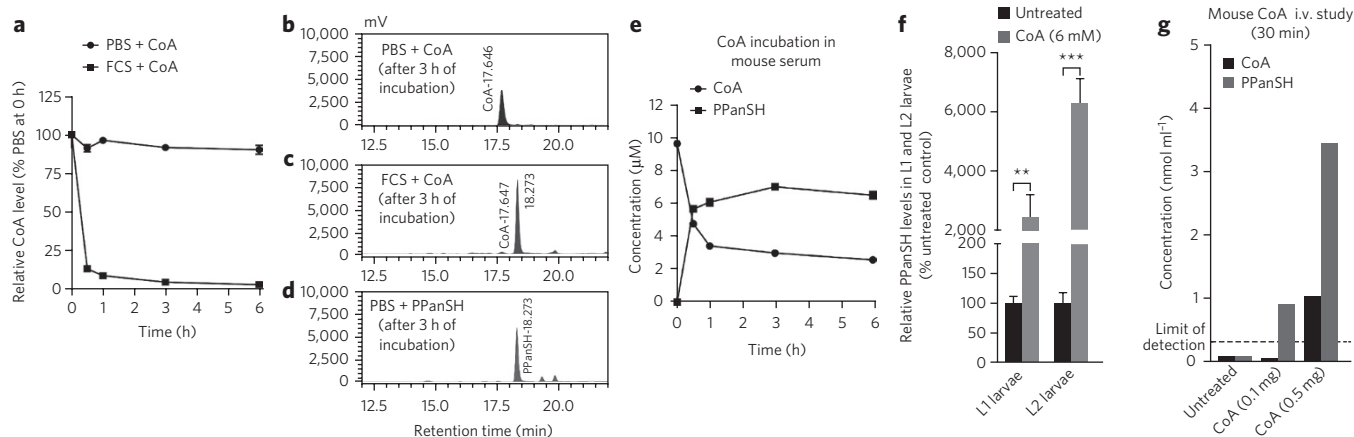 a
PBS + CoA
FCS + CoA
Relative CoA level (% PBS at 0 h)
125
100
75
50
25
0
0 1 2 3 4 5 6
Time (h)
b
mV
10,000
7,500
5,000
2,500
0
PBS + CoA
(after 3 h of
incubation)
CoA-17.646
12.5 15.0 17.5 20.0
c
10,000
7,500
5,000
2,500
0
FCS + CoA
(after 3 h of
incubation)
CoA-17.647
18.273
d
10,000
7,500
5,000
2,500
0
PBS + PPanSH
(after 3 h of
incubation)
PPanSH-18.273
12.5 15.0 17.5 20.0
Retention time (min)
e
CoA incubation in
mouse serum
CoA
PPanSH
Concentration (μM)
12
10
8
6
4
2
0
0 1 2 3 4 5 6
Time (h)
f
Untreated
CoA (6 mM)
Relative PPanSH levels in L1 and L2 larvae
(% untreated control)
8,000
6,000
4,000
2,000
200
150
100
50
0
**
***
L1 larvae
L2 larvae
g
Mouse CoA i.v. study
(30 min)
CoA
PPanSH
Concentration (nmol ml⁻¹)
5
4
3
2
1
0
Limit of
detection
Untreated
CoA (0.1 mg)
CoA (0.5 mg)